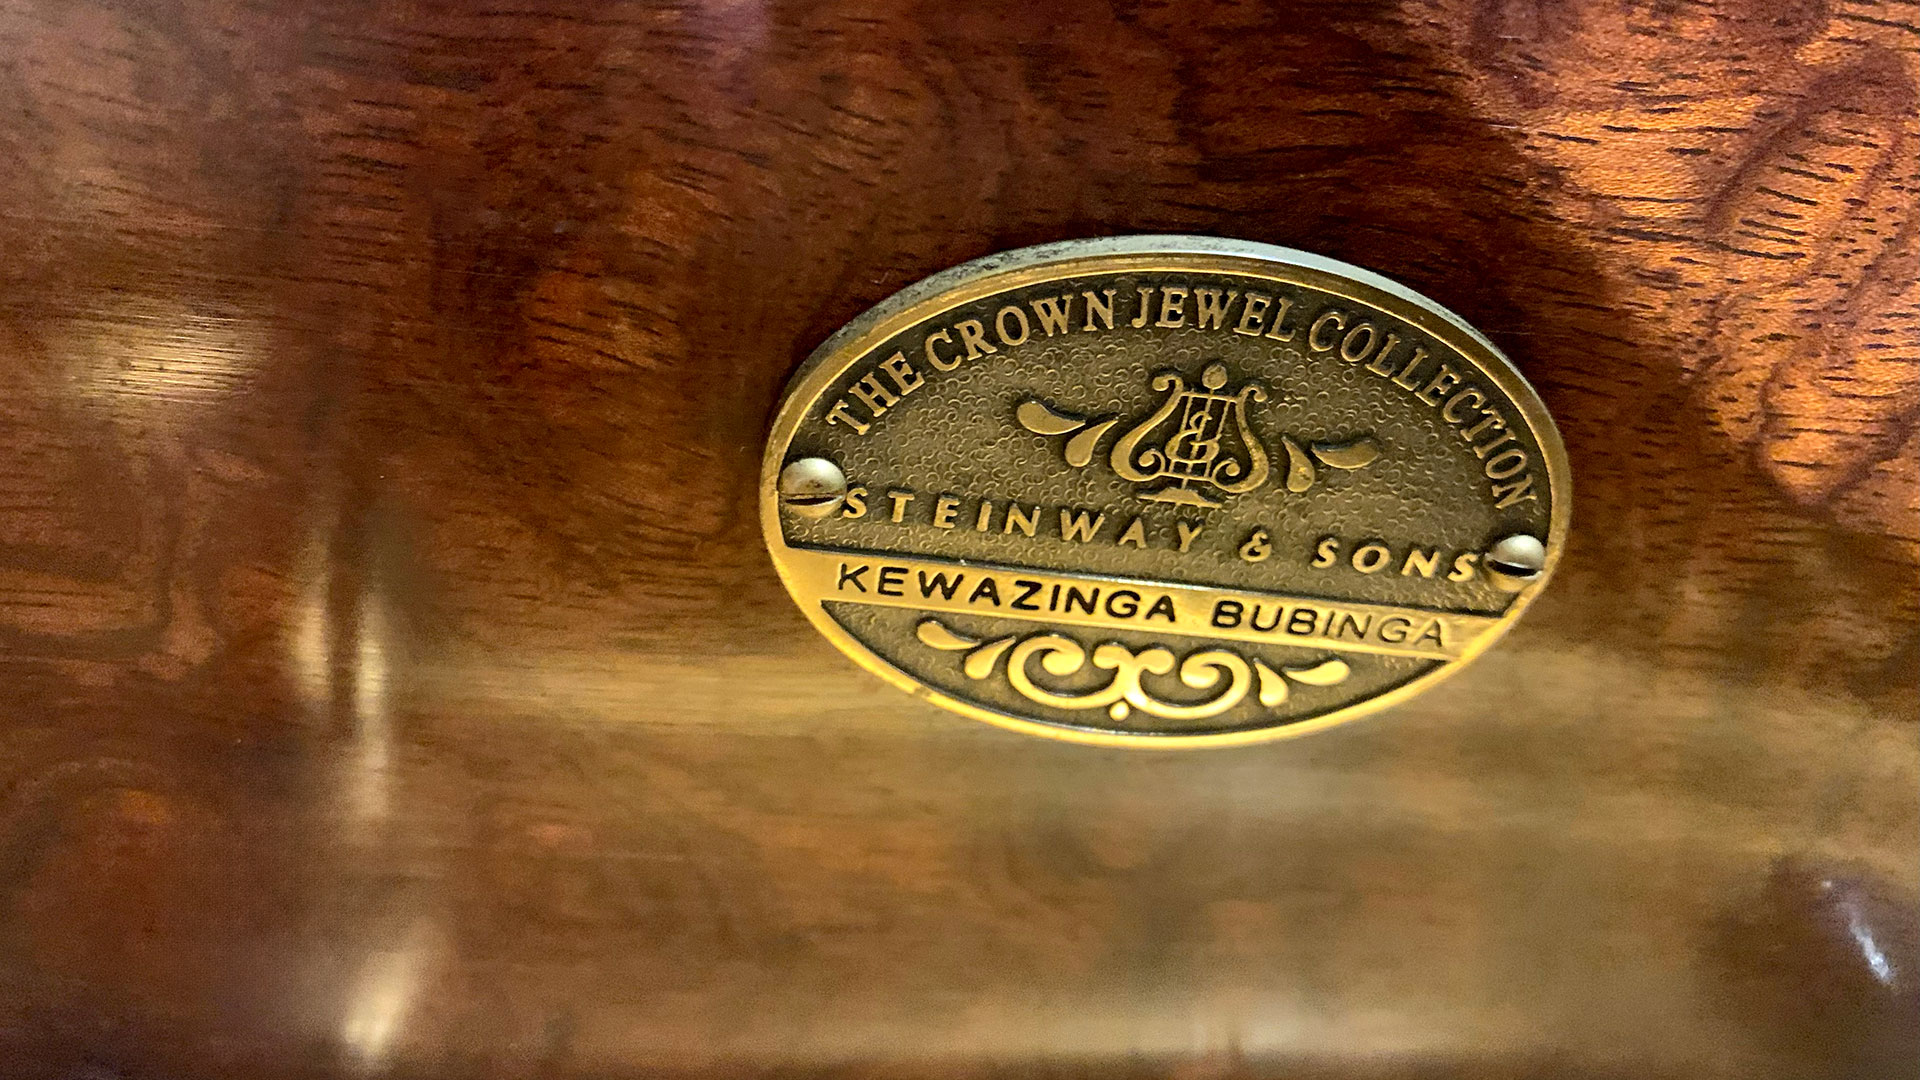 THE CROWN JEWEL COLLECTION
STEINWAY & SONS
KEWAZINGA BUBINGA